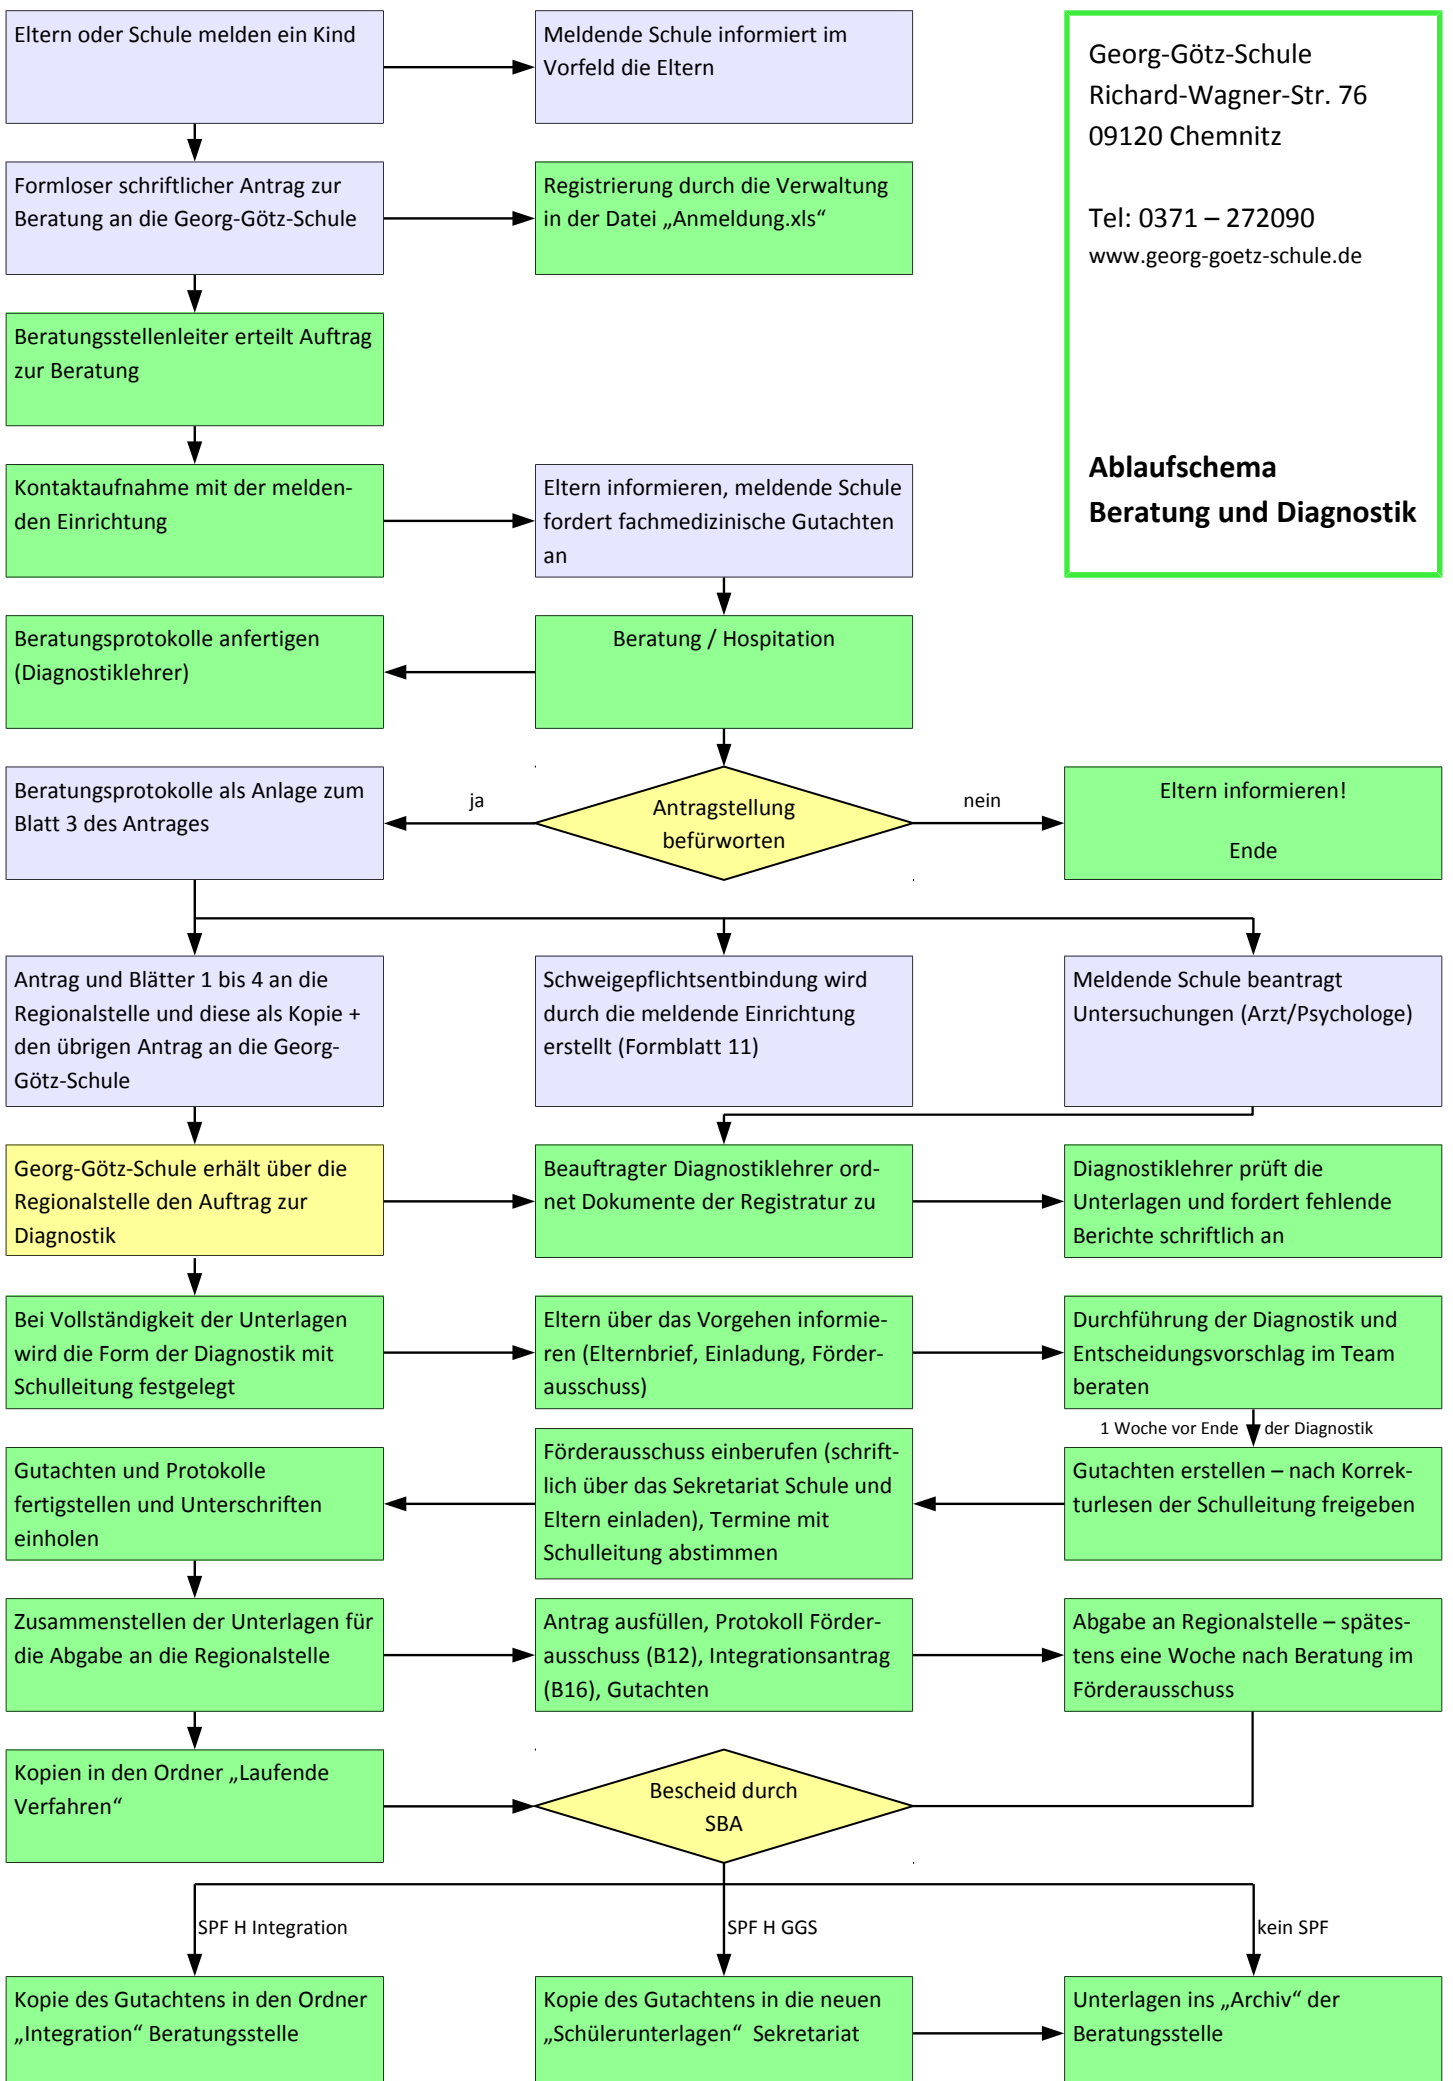 Eltern oder Schule melden ein Kind
Meldende Schule informiert im
Vorfeld die Eltern
Georg-Götz-Schule
Richard-Wagner-Str. 76
09120 Chemnitz
Tel: 0371 – 272090
www.georg-goetz-schule.de
Ablaufschema
Beratung und Diagnostik
Formloser schriftlicher Antrag zur
Beratung an die Georg-Götz-Schule
Registrierung durch die Verwaltung
in der Datei „Anmeldung.xls“
Beratungsstellenleiter erteilt Auftrag
zur Beratung
Kontaktaufnahme mit der melden-
den Einrichtung
Eltern informieren, meldende Schule
fordert fachmedizinische Gutachten
an
Beratungsprotokolle anfertigen
(Diagnostiklehrer)
Beratung / Hospitation
Beratungsprotokolle als Anlage zum
Blatt 3 des Antrages
ja
Antragstellung
befürworten
nein
Eltern informieren!
Ende
Antrag und Blätter 1 bis 4 an die
Regionalstelle und diese als Kopie +
den übrigen Antrag an die Georg-
Götz-Schule
Schweigepflichtsentbindung wird
durch die meldende Einrichtung
erstellt (Formblatt 11)
Meldende Schule beantragt
Untersuchungen (Arzt/Psychologe)
Georg-Götz-Schule erhält über die
Regionalstelle den Auftrag zur
Diagnostik
Beauftragter Diagnostiklehrer ord-
net Dokumente der Registratur zu
Diagnostiklehrer prüft die
Unterlagen und fordert fehlende
Berichte schriftlich an
Bei Vollständigkeit der Unterlagen
wird die Form der Diagnostik mit
Schulleitung festgelegt
Eltern über das Vorgehen informie-
ren (Elternbrief, Einladung, Förder-
ausschuss)
Durchführung der Diagnostik und
Entscheidungsvorschlag im Team
beraten
1 Woche vor Ende der Diagnostik
Gutachten und Protokolle
fertigstellen und Unterschriften
einholen
Förderausschuss einberufen (schrift-
lich über das Sekretariat Schule und
Eltern einladen), Termine mit
Schulleitung abstimmen
Gutachten erstellen – nach Korrek-
turlesen der Schulleitung freigeben
Zusammenstellen der Unterlagen für
die Abgabe an die Regionalstelle
Antrag ausfüllen, Protokoll Förder-
ausschuss (B12), Integrationsantrag
(B16), Gutachten
Abgabe an Regionalstelle – spätes-
tens eine Woche nach Beratung im
Förderausschuss
Kopien in den Ordner „Laufende
Verfahren“
Bescheid durch
SBA
SPF H Integration
SPF H GGS
kein SPF
Kopie des Gutachtens in den Ordner
„Integration“ Beratungsstelle
Kopie des Gutachtens in die neuen
„Schülerunterlagen“ Sekretariat
Unterlagen ins „Archiv“ der
Beratungsstelle